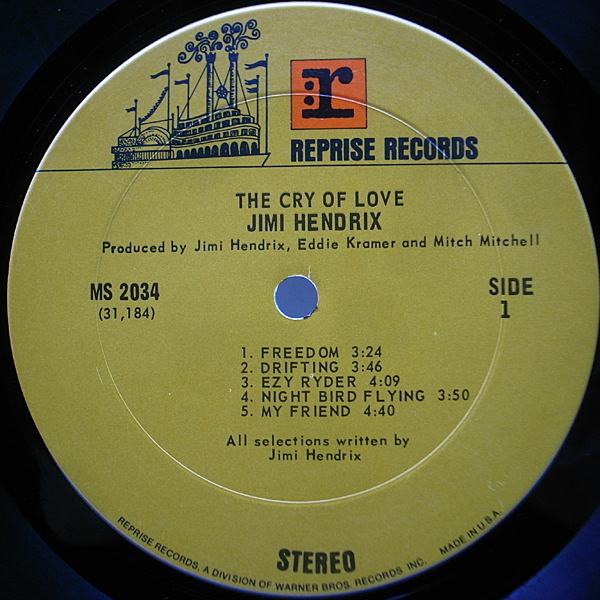 :r
REPRISE RECORDS
THE CRY OF LOVE
JIMI HENDRIX
Produced by Jimi Hendrix, Eddie Kramer and Mitch Mitchell
MS 2034
(31,184)
SIDE
1
1. FREEDOM 3:24
2. DRIFTING 3:46
3. EZY RYDER 4:09
4. NIGHT BIRD FLYING 3:50
5. MY FRIEND 4:40
All selections written by
Jimi Hendrix
STEREO
REPRISE RECORDS, A DIVISION OF WARNER BROS. RECORDS INC. MADE IN U.S.A.